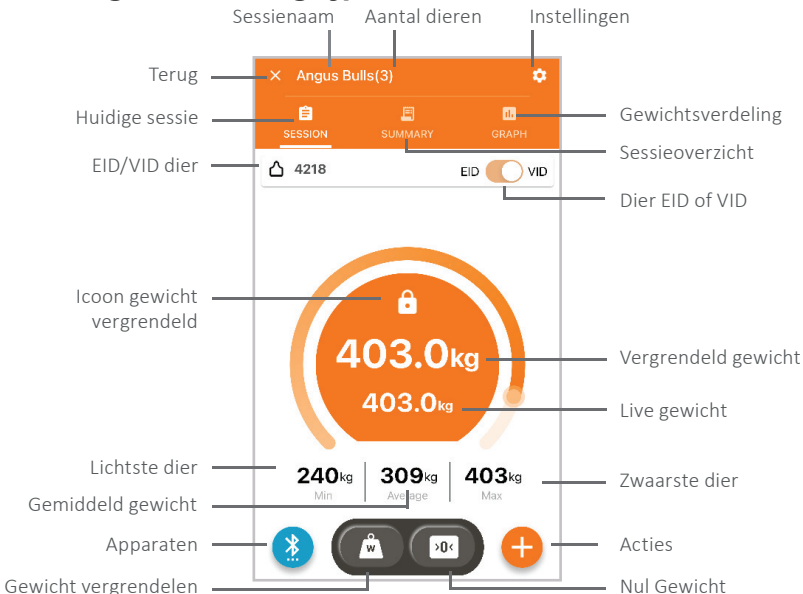 Sessienaam
Aantal dieren
Instellingen
Terug
Angus Bulls(3)
Huidige sessie
SESSION
SUMMARY
GRAPH
Gewichtsverdeling
Sessieoverzicht
EID/VID dier
4218
EID
VID
Dier EID of VID
Icoon gewicht
vergrendeld
403.0kg
Vergrendeld gewicht
403.0kg
Live gewicht
Lichtste dier
240kg
309kg
403kg
Min
Average
Max
Zwaarste dier
Gemiddeld gewicht
Apparaten
W
>0<
Acties
Gewicht vergrendelen
Nul Gewicht